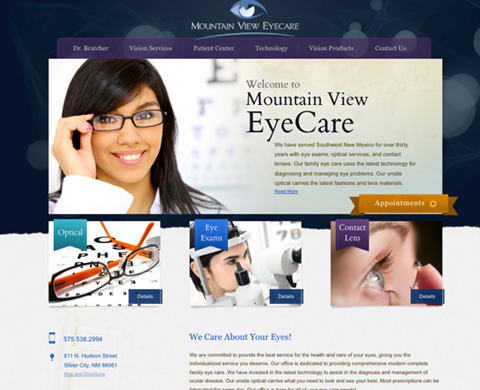 Mountain View Eyecare
Dr. Bratcher Vision Services Patient Center Technology Vision Products Contact Us
Welcome to
Mountain View
EyeCare
We have served Southwest New Mexico for over thirty
years with eye exams, optical services, and contact
lenses. Our family eye care uses the latest technology for
diagnosing and managing eye problems. Our onsite
optical carries the latest fashions and lens materials.
Read More
Appointments
Optical
Eye
Exams
Contact
Lens
Details
Details
Details
575.538.2994
611 N. Hudson Street
Silver City, NM 88061
Map and Directions
We Care About Your Eyes!
We are committed to provide the best service for the health and care of your eyes, giving you the
individualized service you deserve. Our office is dedicated to providing comprehensive modern complete
family eye care. We have invested in the latest technology to assist in the diagnosis and management of
ocular disease. Our onsite optical carries what you need to look and see your best. Most prescriptions can be